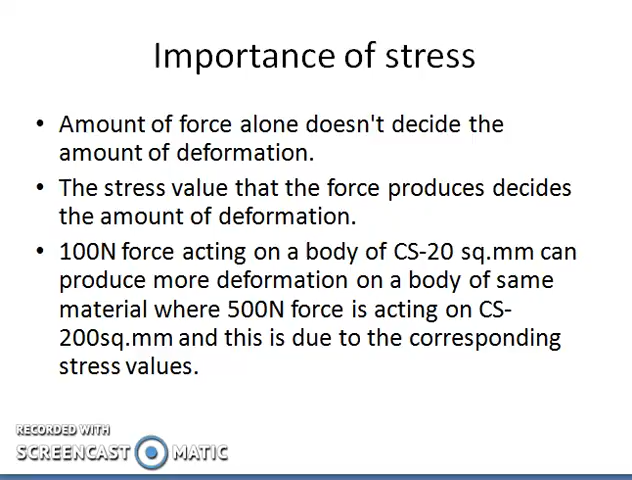 Importance of stress
• Amount of force alone doesn't decide the
amount of deformation.
• The stress value that the force produces decides
the amount of deformation.
• 100N force acting on a body of CS-20 sq.mm can
produce more deformation on a body of same
material where 500N force is acting on CS-
200sq.mm and this is due to the corresponding
stress values.
RECORDED WITH
SCREENCAST MATIC